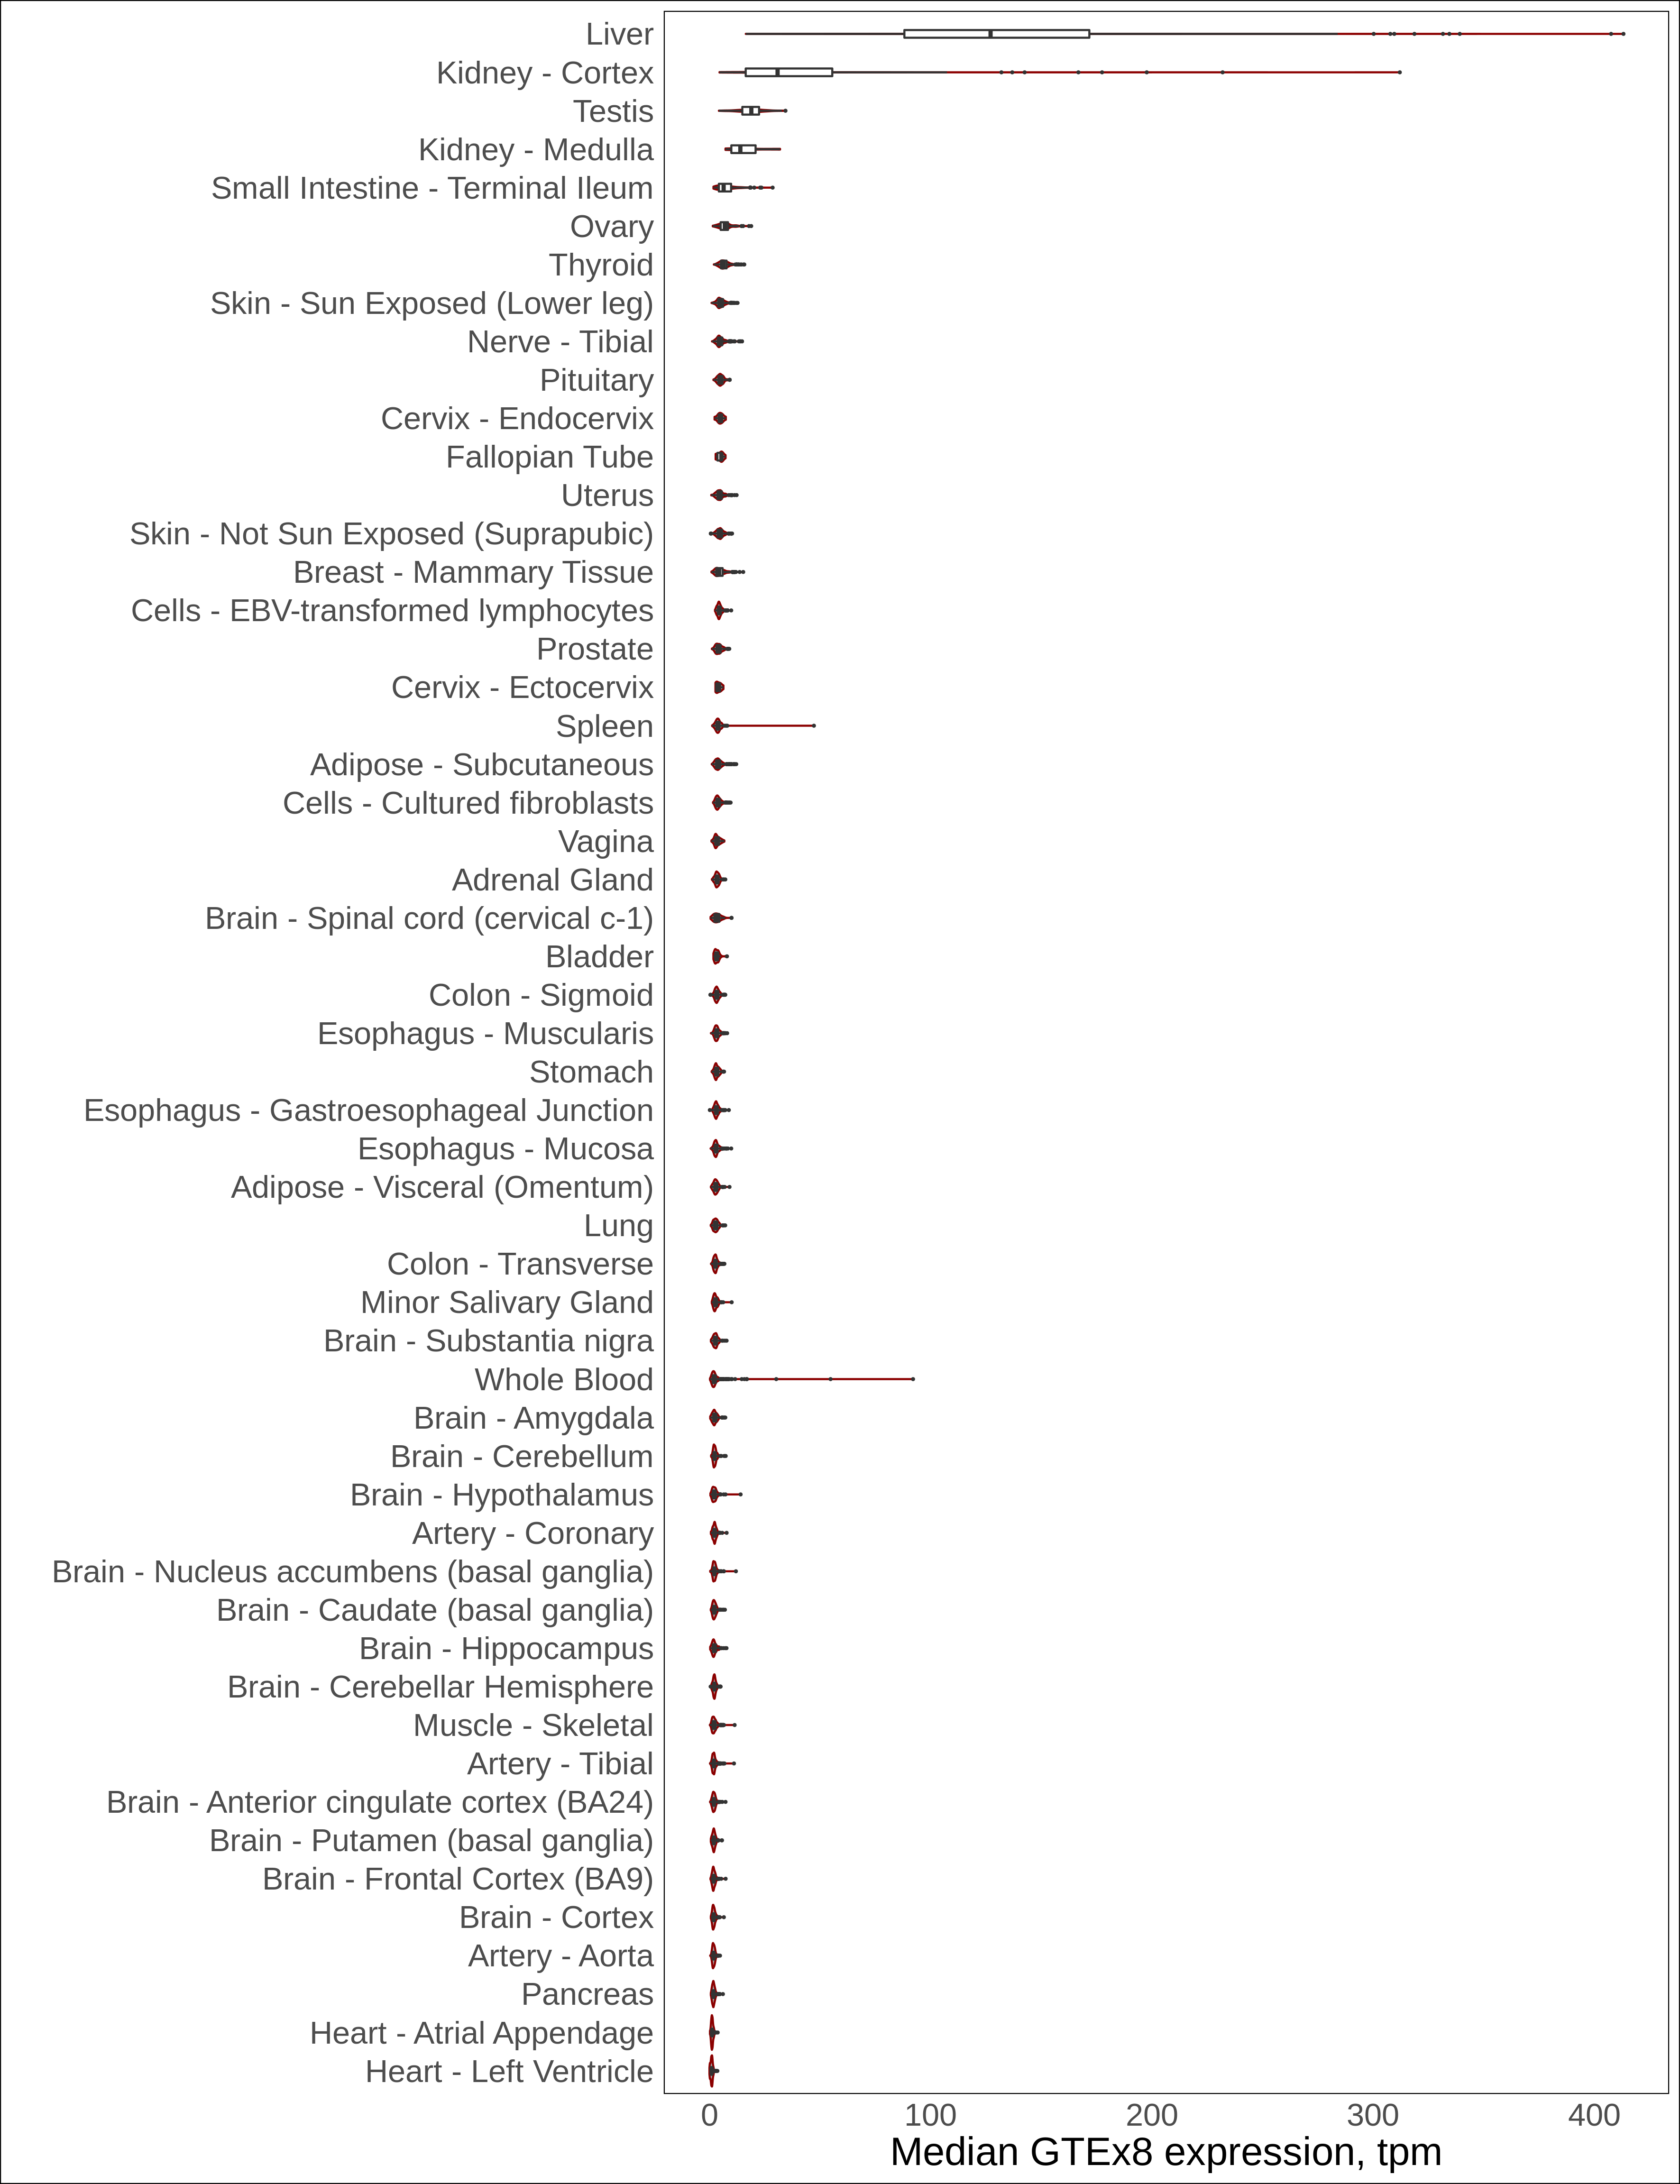 Liver
Kidney - Cortex
Testis
Kidney - Medulla
Small Intestine - Terminal Ileum
Ovary
Thyroid
Skin - Sun Exposed (Lower leg)
Nerve - Tibial
Pituitary
Cervix - Endocervix
Fallopian Tube
Uterus
Skin - Not Sun Exposed (Suprapubic)
Breast - Mammary Tissue
Cells - EBV-transformed lymphocytes
Prostate
Cervix - Ectocervix
Spleen
Adipose - Subcutaneous
Cells - Cultured fibroblasts
Vagina
Adrenal Gland
Brain - Spinal cord (cervical c-1)
Bladder
Colon - Sigmoid
Esophagus - Muscularis
Stomach
Esophagus - Gastroesophageal Junction
Esophagus - Mucosa
Adipose - Visceral (Omentum)
Lung
Colon - Transverse
Minor Salivary Gland
Brain - Substantia nigra
Whole Blood
Brain - Amygdala
Brain - Cerebellum
Brain - Hypothalamus
Artery - Coronary
Brain - Nucleus accumbens (basal ganglia)
Brain - Caudate (basal ganglia)
Brain - Hippocampus
Brain - Cerebellar Hemisphere
Muscle - Skeletal
Artery - Tibial
Brain - Anterior cingulate cortex (BA24)
Brain - Putamen (basal ganglia)
Brain - Frontal Cortex (BA9)
Brain - Cortex
Artery - Aorta
Pancreas
Heart - Atrial Appendage
Heart - Left Ventricle
0 100 200 300 400
Median GTEx8 expression, tpm